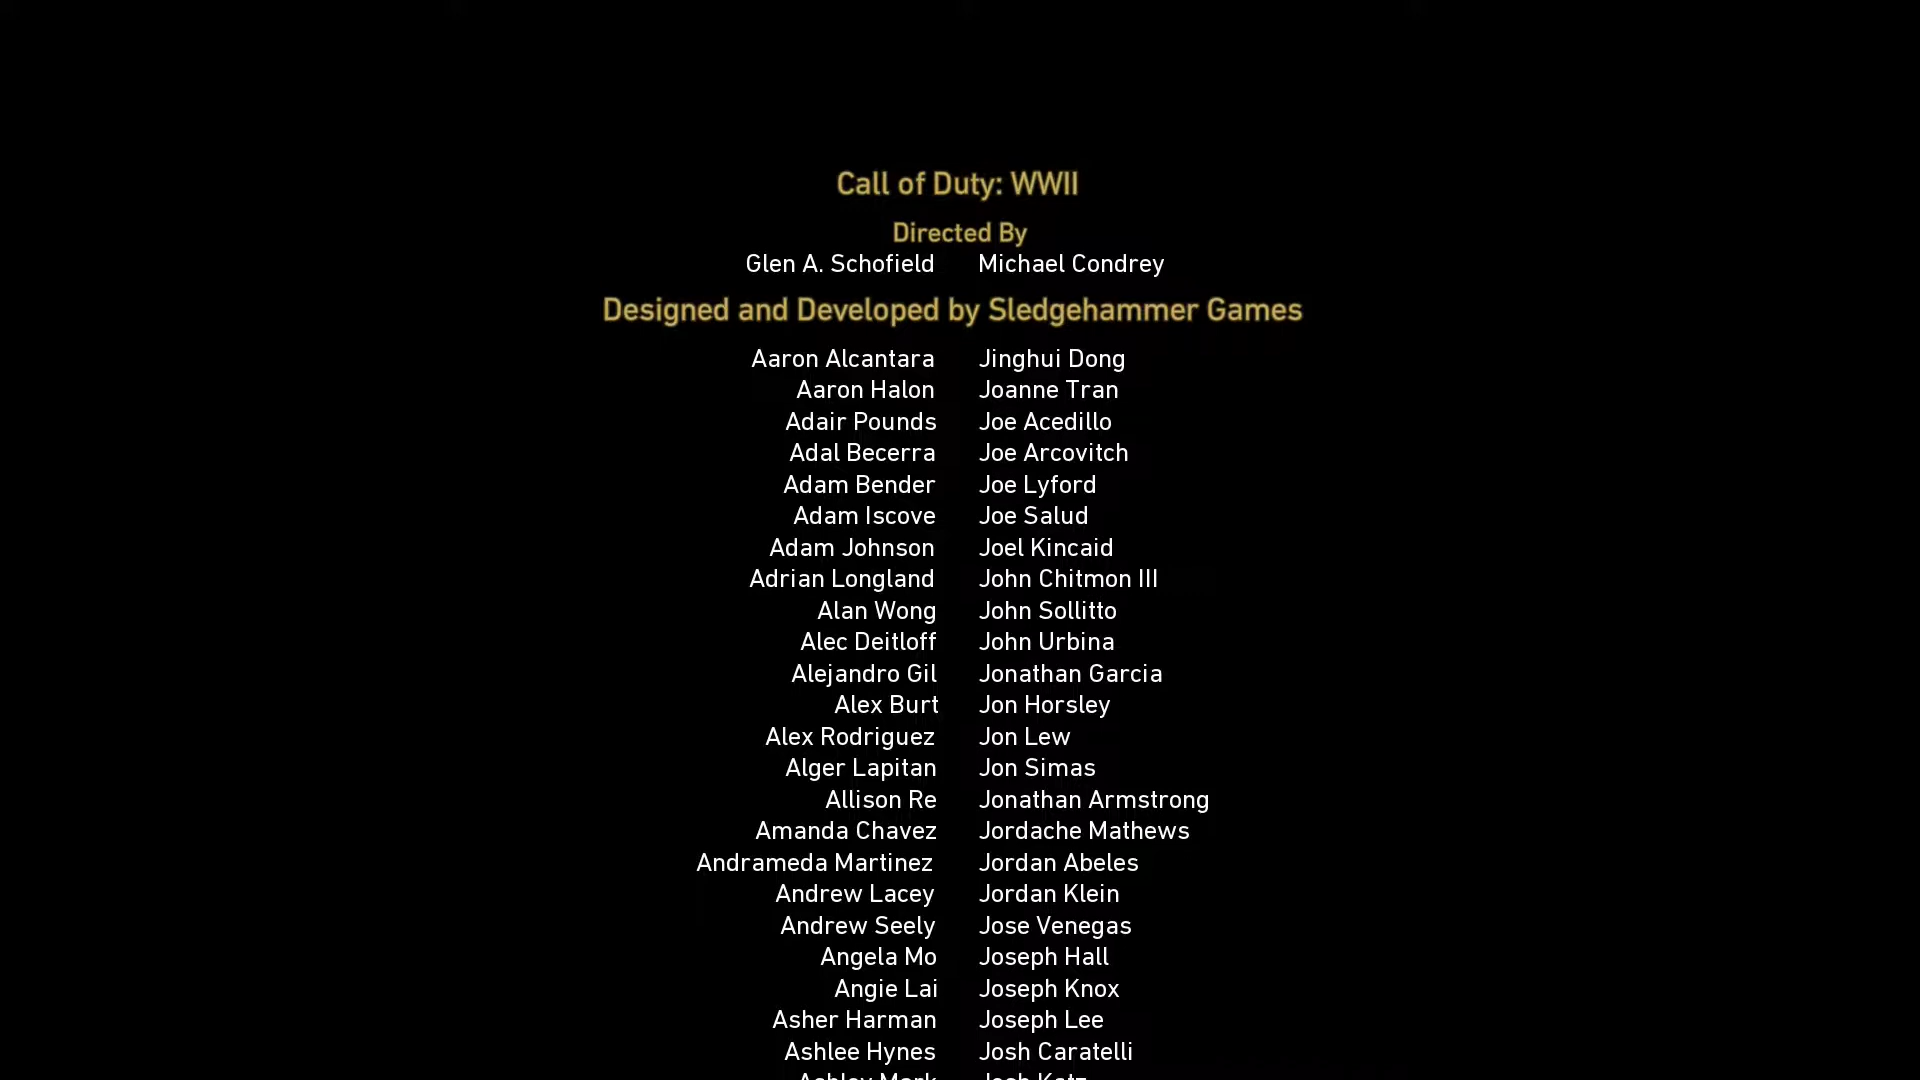 Call of Duty: WWII
Directed By
Glen A. Schofield Michael Condrey
Designed and Developed by Sledgehammer Games
Aaron Alcantara Jinghui Dong
Aaron Halon Joanne Tran
Adair Pounds Joe Acedillo
Adal Becerra Joe Arcovitch
Adam Bender Joe Lyford
Adam Iscove Joe Salud
Adam Johnson Joel Kincaid
Adrian Longland John Chitmon III
Alan Wong John Sollitto
Alec Deitloff John Urbina
Alejandro Gil Jonathan Garcia
Alex Burt Jon Horsley
Alex Rodriguez Jon Lew
Alger Lapitan Jon Simas
Allison Re Jonathan Armstrong
Amanda Chavez Jordache Mathews
Andrameda Martinez Jordan Abeles
Andrew Lacey Jordan Klein
Andrew Seely Jose Venegas
Angela Mo Joseph Hall
Angie Lai Joseph Knox
Asher Harman Joseph Lee
Ashlee Hynes Josh Caratelli